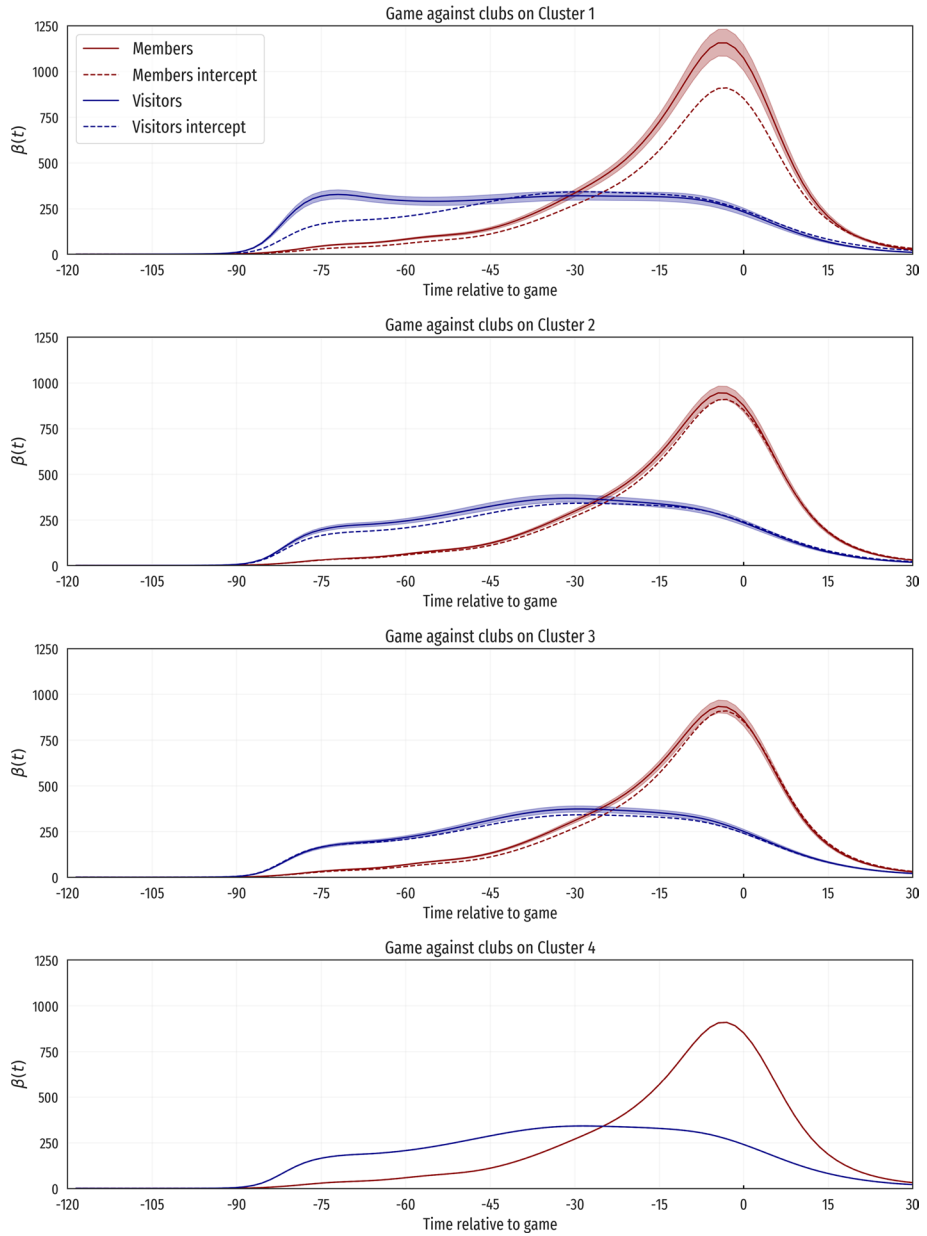 Game against clubs on Cluster 1
1250
1000
750
500
250
0
β(t)
Members
Members intercept
Visitors
Visitors intercept
-120 -105 -90 -75 -60 -45 -30 -15 0 15 30
Time relative to game
Game against clubs on Cluster 2
1250
1000
750
500
250
0
β(t)
-120 -105 -90 -75 -60 -45 -30 -15 0 15 30
Time relative to game
Game against clubs on Cluster 3
1250
1000
750
500
250
0
β(t)
-120 -105 -90 -75 -60 -45 -30 -15 0 15 30
Time relative to game
Game against clubs on Cluster 4
1250
1000
750
500
250
0
β(t)
-120 -105 -90 -75 -60 -45 -30 -15 0 15 30
Time relative to game